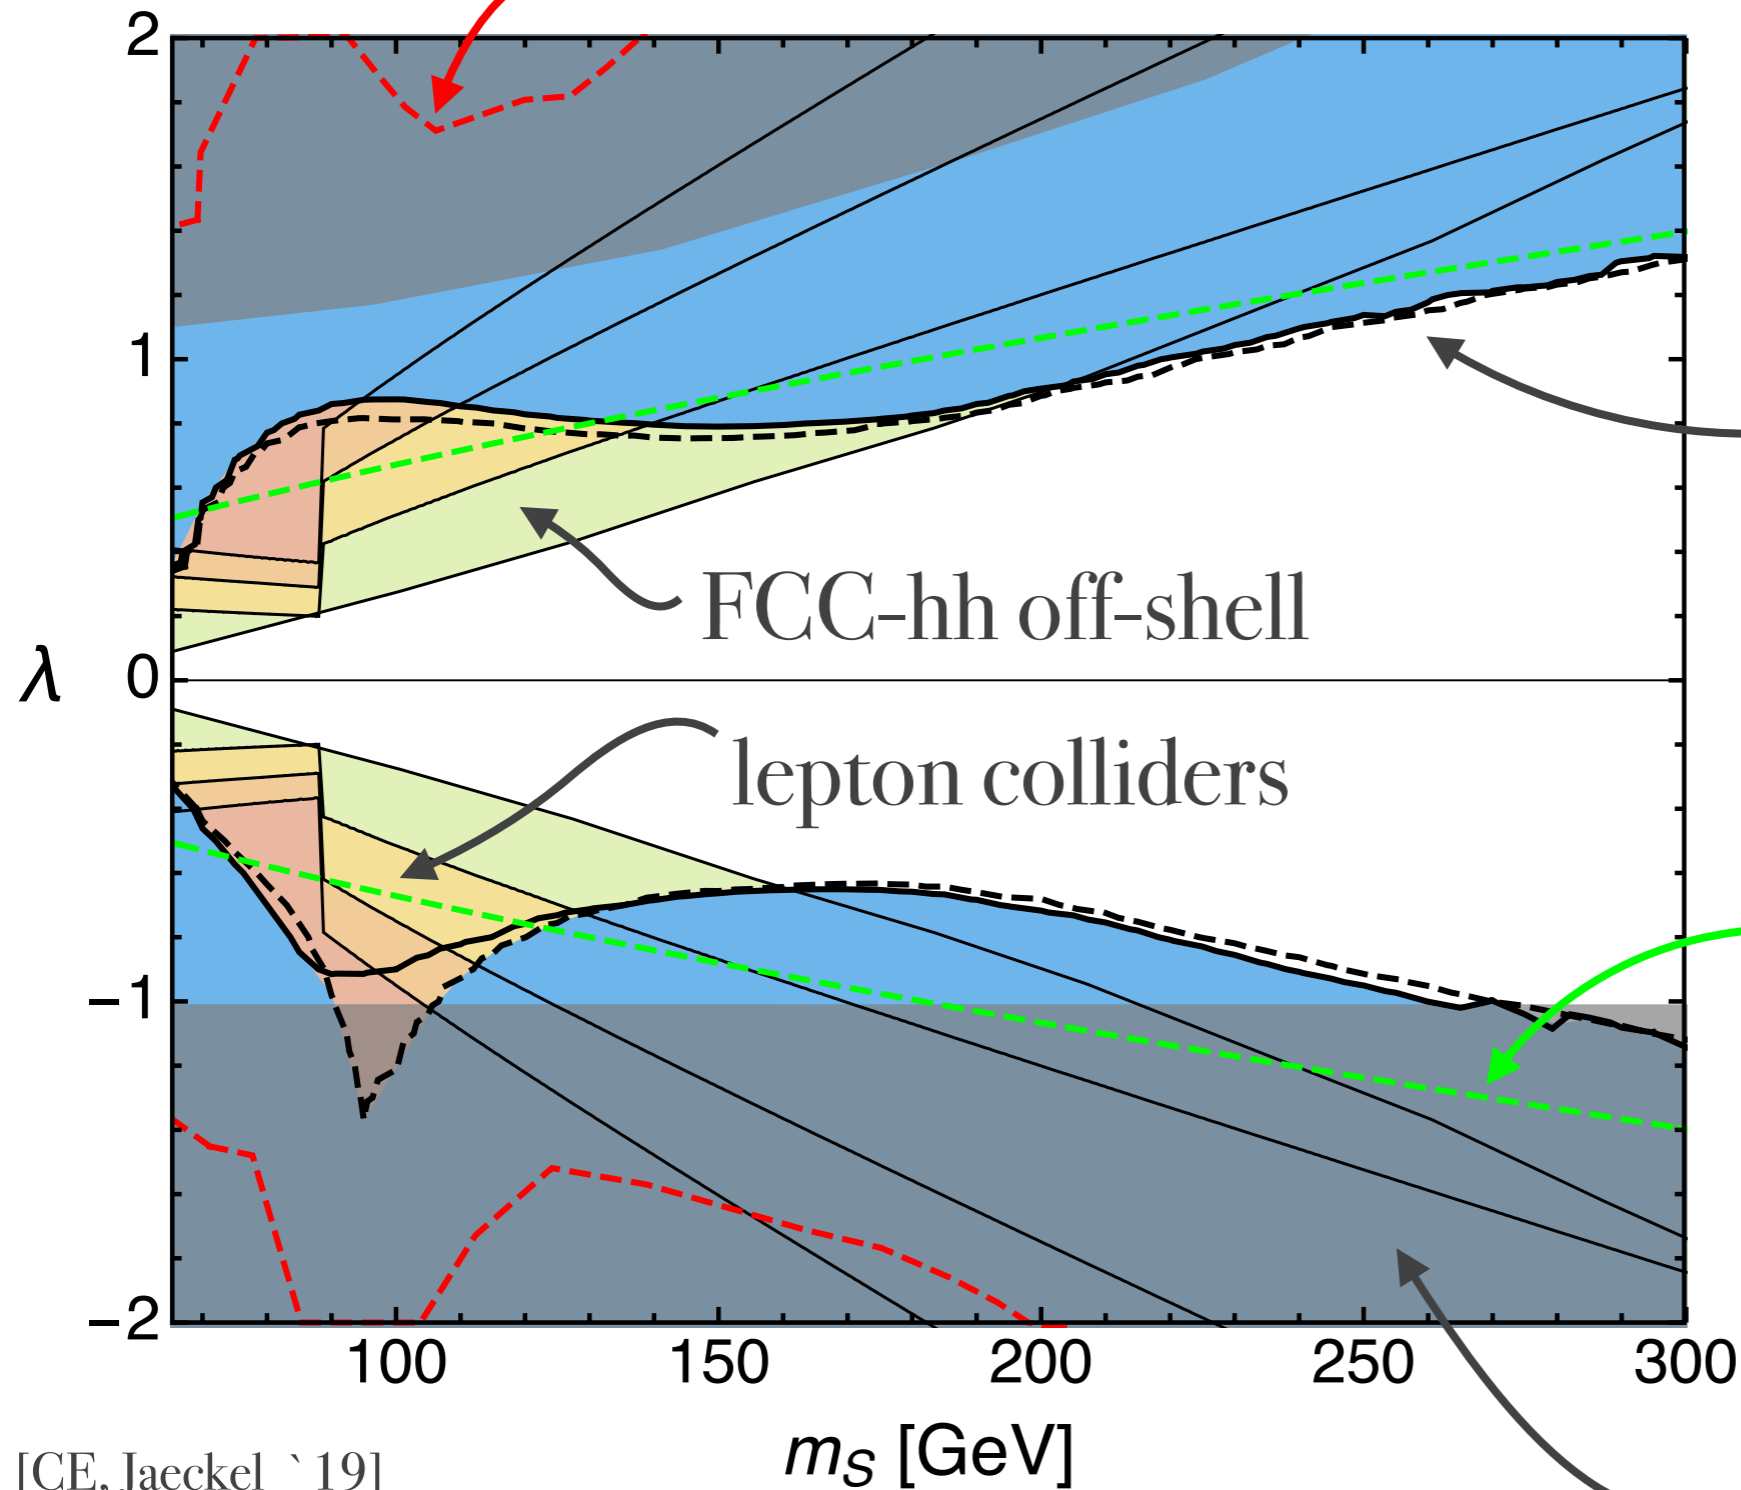 2
1
FCC-hh off-shell
λ 0
lepton colliders
−1
−2
100 150 200 250 300
mS [GeV]
[CE, Jaeckel `19]